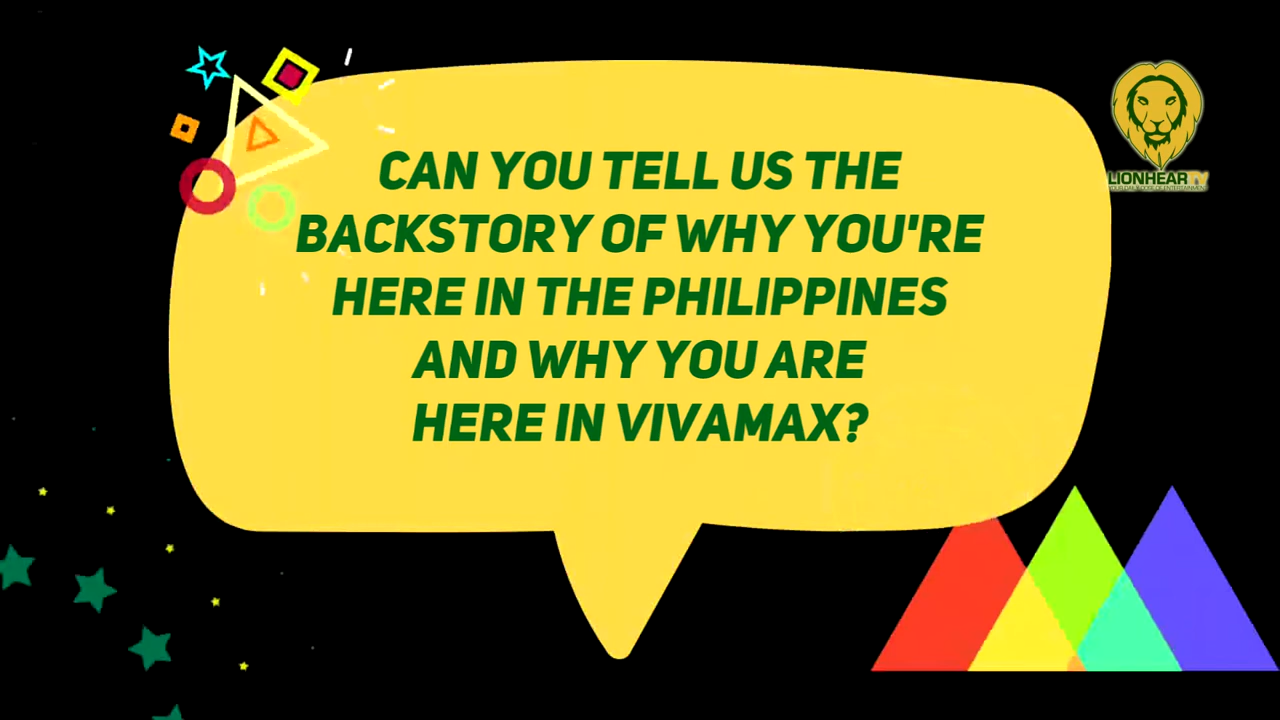 CAN YOU TELL US THE
BACKSTORY OF WHY YOU'RE
HERE IN THE PHILIPPINES
AND WHY YOU ARE
HERE IN VIVAMAX?
LIONHEARTV